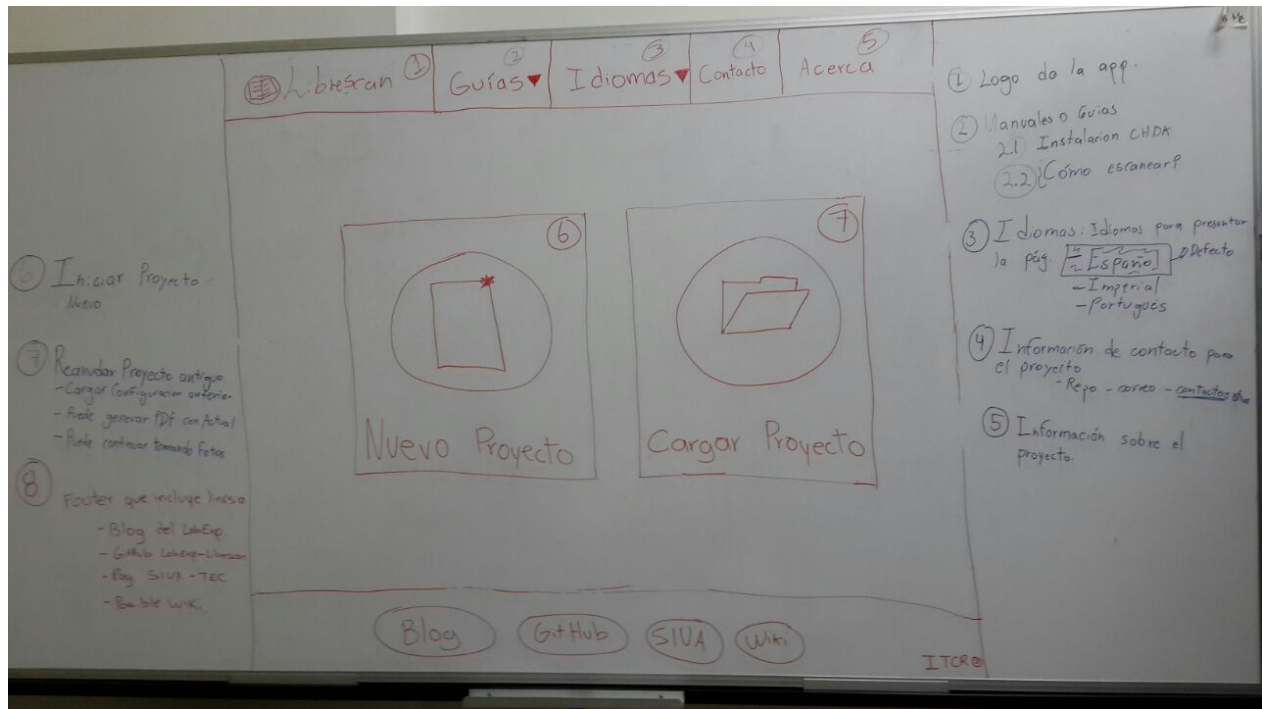 LibreScan ①
Guías ▼ ②
Idiomas ▼ ③
Contacto ④
Acerca ⑤
⑥
Nuevo Proyecto
⑦
Cargar Proyecto
Blog
GitHub
SIUA
Wiki
ITCR
⑥ Iniciar Proyecto
Nuevo
⑦ Reanudar Proyecto antiguo
- Cargar Configuracion anterior
- Puede generar PDF con Actual
- Puede continuar tomando Fotos
⑧ Footer que incluye links a
- Blog del LabExp
- GitHub LabExp-Librescan
- Pag SIUA - TEC
- Posible Wiki.
① Logo de la app.
② Manuales o Guias
2.1 Instalacion CHDK
2.2 ¿Cómo escanear?
③ Idiomas: Idiomas para presentar
la pág. [Español] Defecto
- Imperial
- Portugués
④ Información de contacto para
el proyecto
- Repo - correo - contactos
⑤ Información sobre el
proyecto.